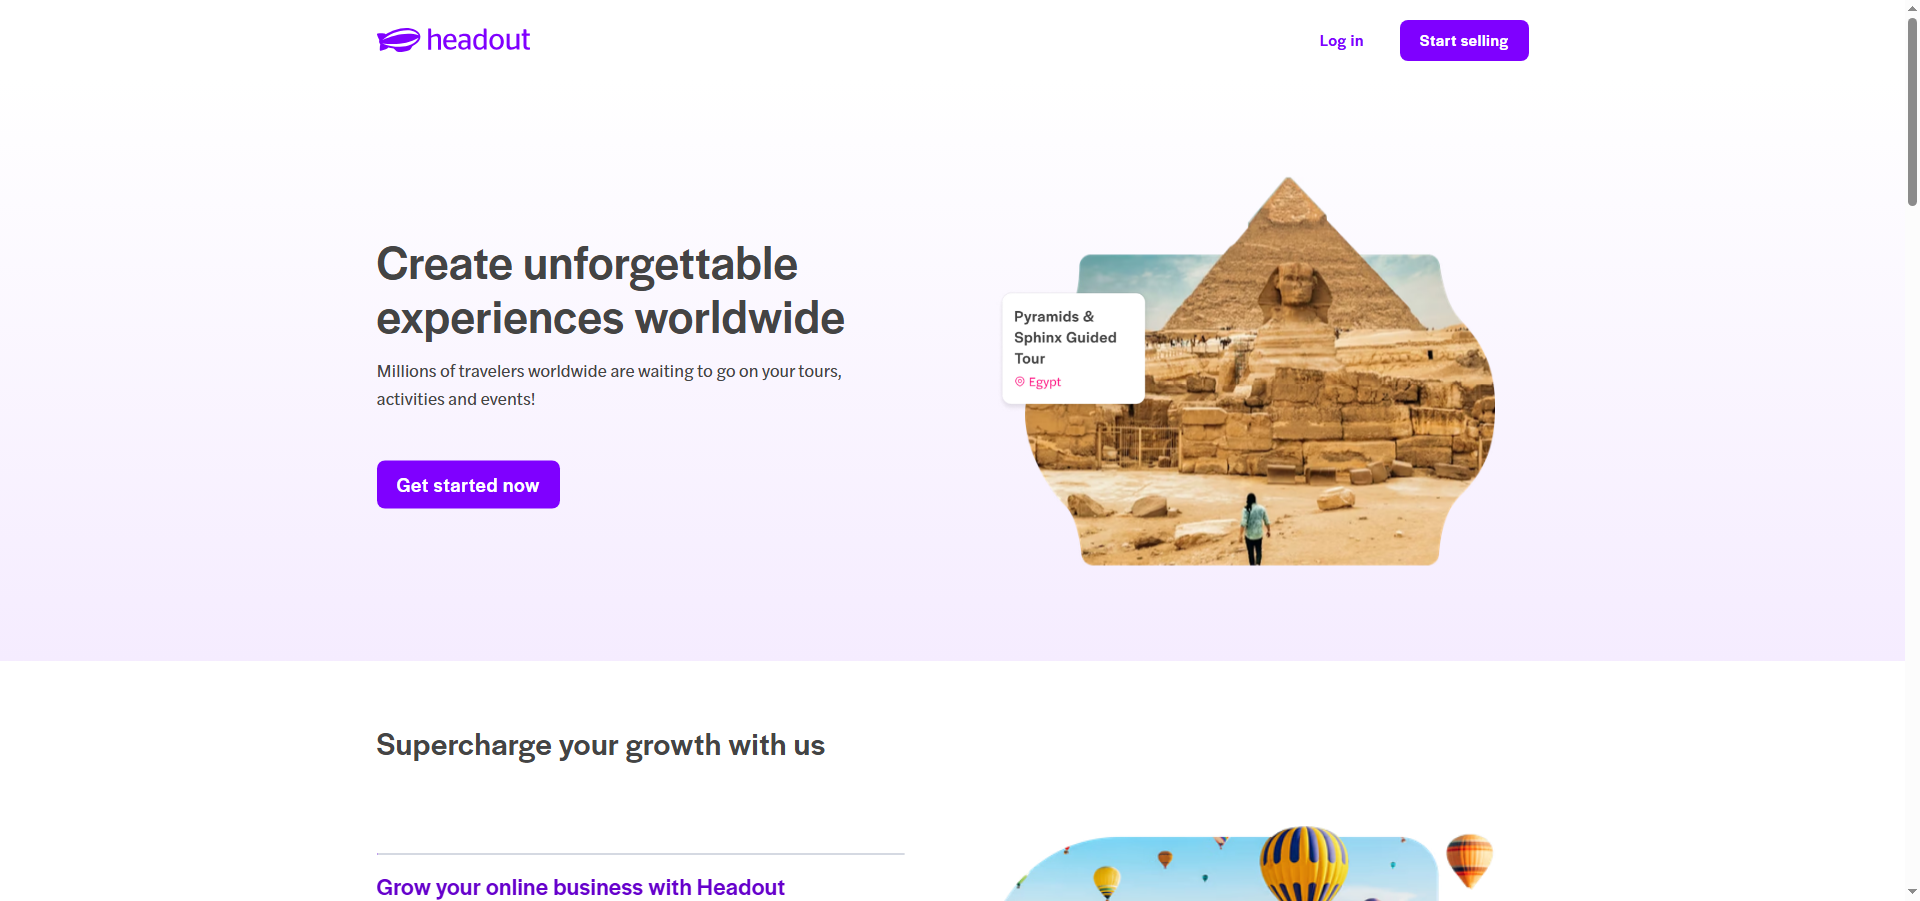 headout
Log in
Start selling
Create unforgettable
experiences worldwide
Millions of travelers worldwide are waiting to go on your tours,
activities and events!
Get started now
Pyramids &
Sphinx Guided
Tour
Egypt
Supercharge your growth with us
Grow your online business with Headout